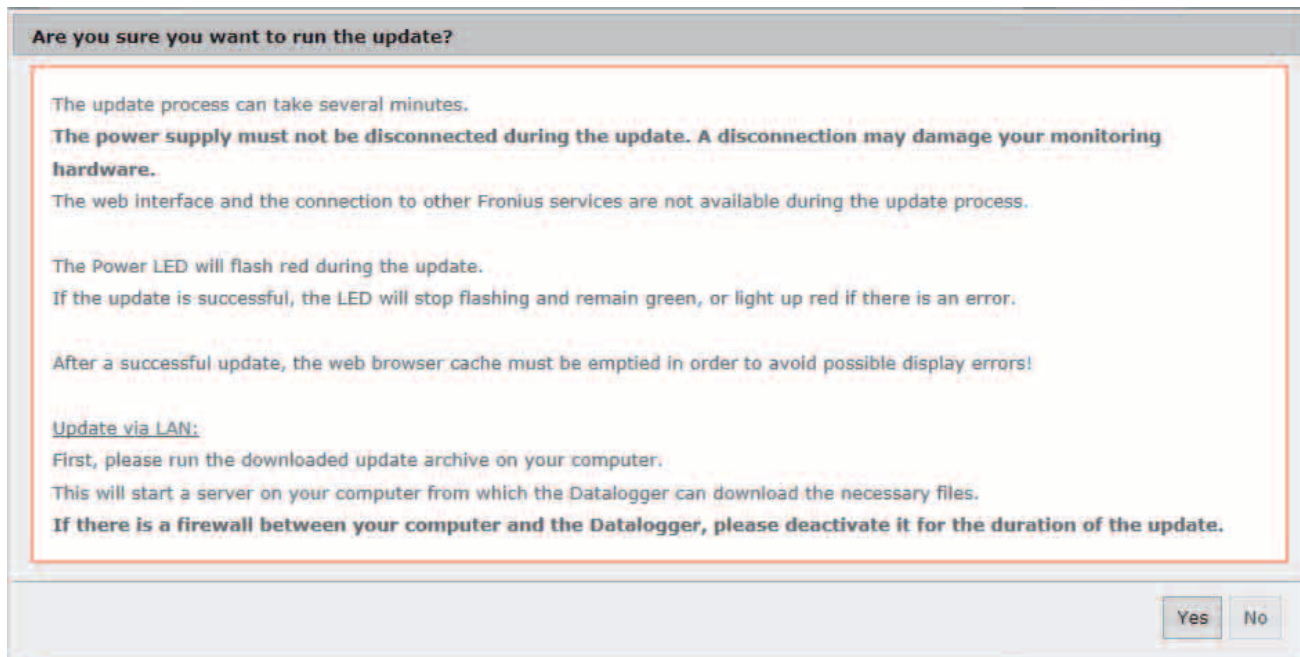 Are you sure you want to run the update?
The update process can take several minutes.
The power supply must not be disconnected during the update. A disconnection may damage your monitoring
hardware.
The web interface and the connection to other Fronius services are not available during the update process.
The Power LED will flash red during the update.
If the update is successful, the LED will stop flashing and remain green, or light up red if there is an error.
After a successful update, the web browser cache must be emptied in order to avoid possible display errors!
Update via LAN:
First, please run the downloaded update archive on your computer.
This will start a server on your computer from which the Datalogger can download the necessary files.
If there is a firewall between your computer and the Datalogger, please deactivate it for the duration of the update.
Yes No